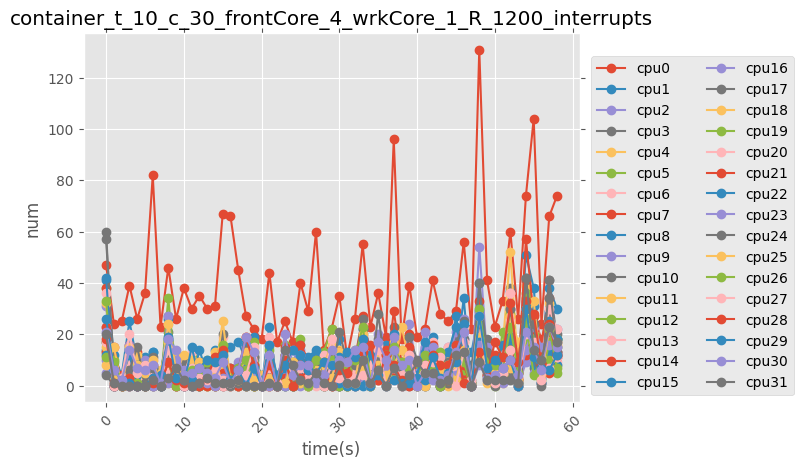 container_t_10_c_30_frontCore_4_wrkCore_1_R_1200_interrupts
num
120
100
80
60
40
20
0
0
10
20
30
40
50
60
time(s)
cpu0
cpu1
cpu2
cpu3
cpu4
cpu5
cpu6
cpu7
cpu8
cpu9
cpu10
cpu11
cpu12
cpu13
cpu14
cpu15
cpu16
cpu17
cpu18
cpu19
cpu20
cpu21
cpu22
cpu23
cpu24
cpu25
cpu26
cpu27
cpu28
cpu29
cpu30
cpu31